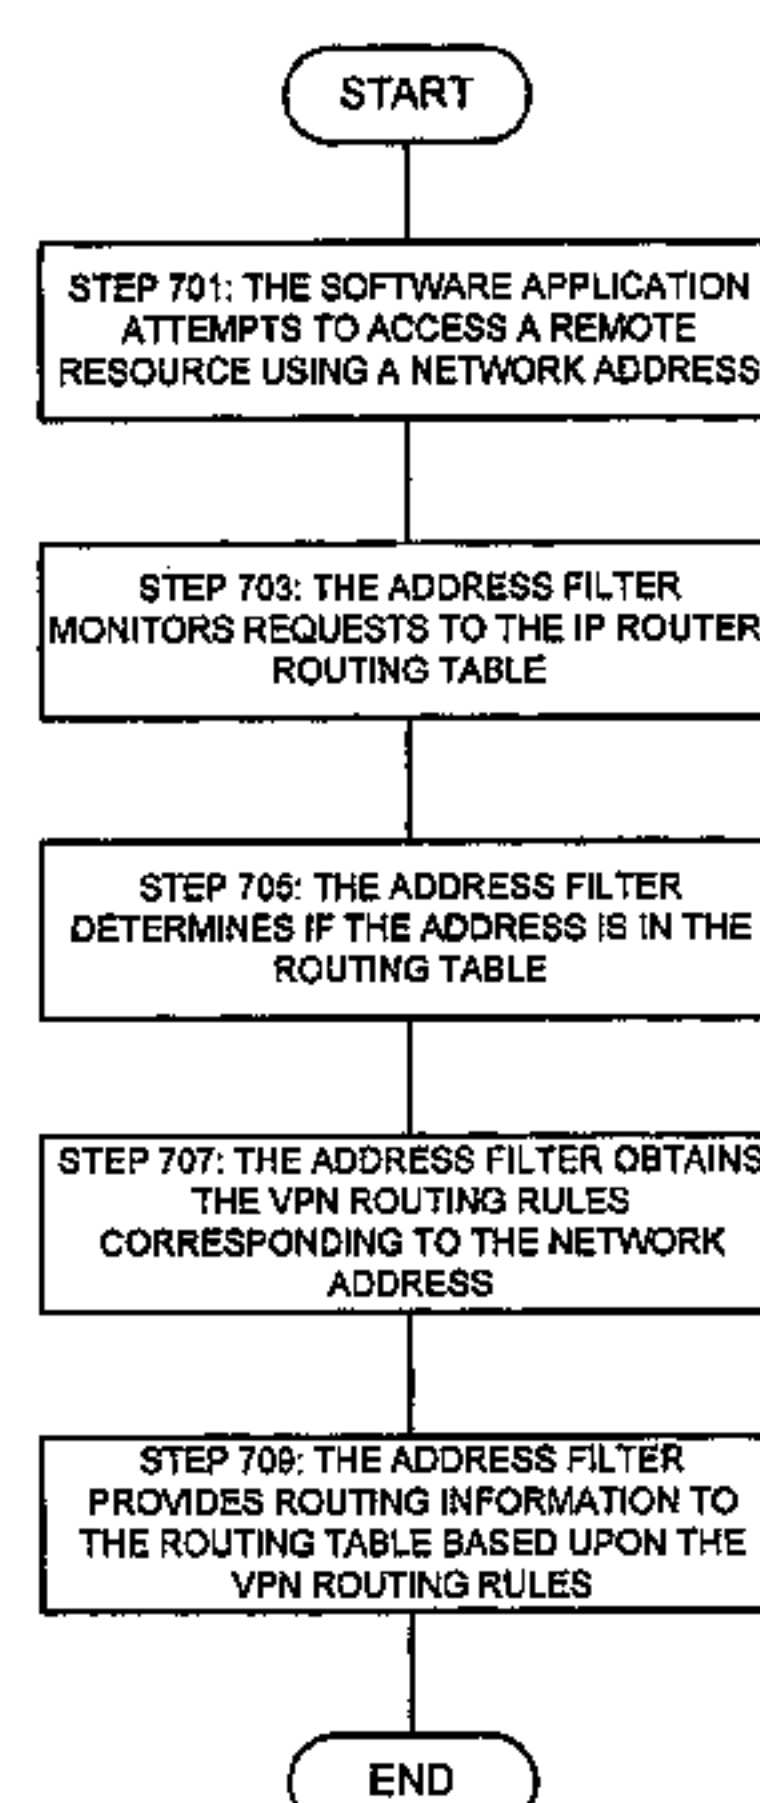 START
STEP 701: THE SOFTWARE APPLICATION
ATTEMPTS TO ACCESS A REMOTE
RESOURCE USING A NETWORK ADDRESS
STEP 703: THE ADDRESS FILTER
MONITORS REQUESTS TO THE IP ROUTER
ROUTING TABLE
STEP 705: THE ADDRESS FILTER
DETERMINES IF THE ADDRESS IS IN THE
ROUTING TABLE
STEP 707: THE ADDRESS FILTER OBTAINS
THE VPN ROUTING RULES
CORRESPONDING TO THE NETWORK
ADDRESS
STEP 709: THE ADDRESS FILTER
PROVIDES ROUTING INFORMATION TO
THE ROUTING TABLE BASED UPON THE
VPN ROUTING RULES
END